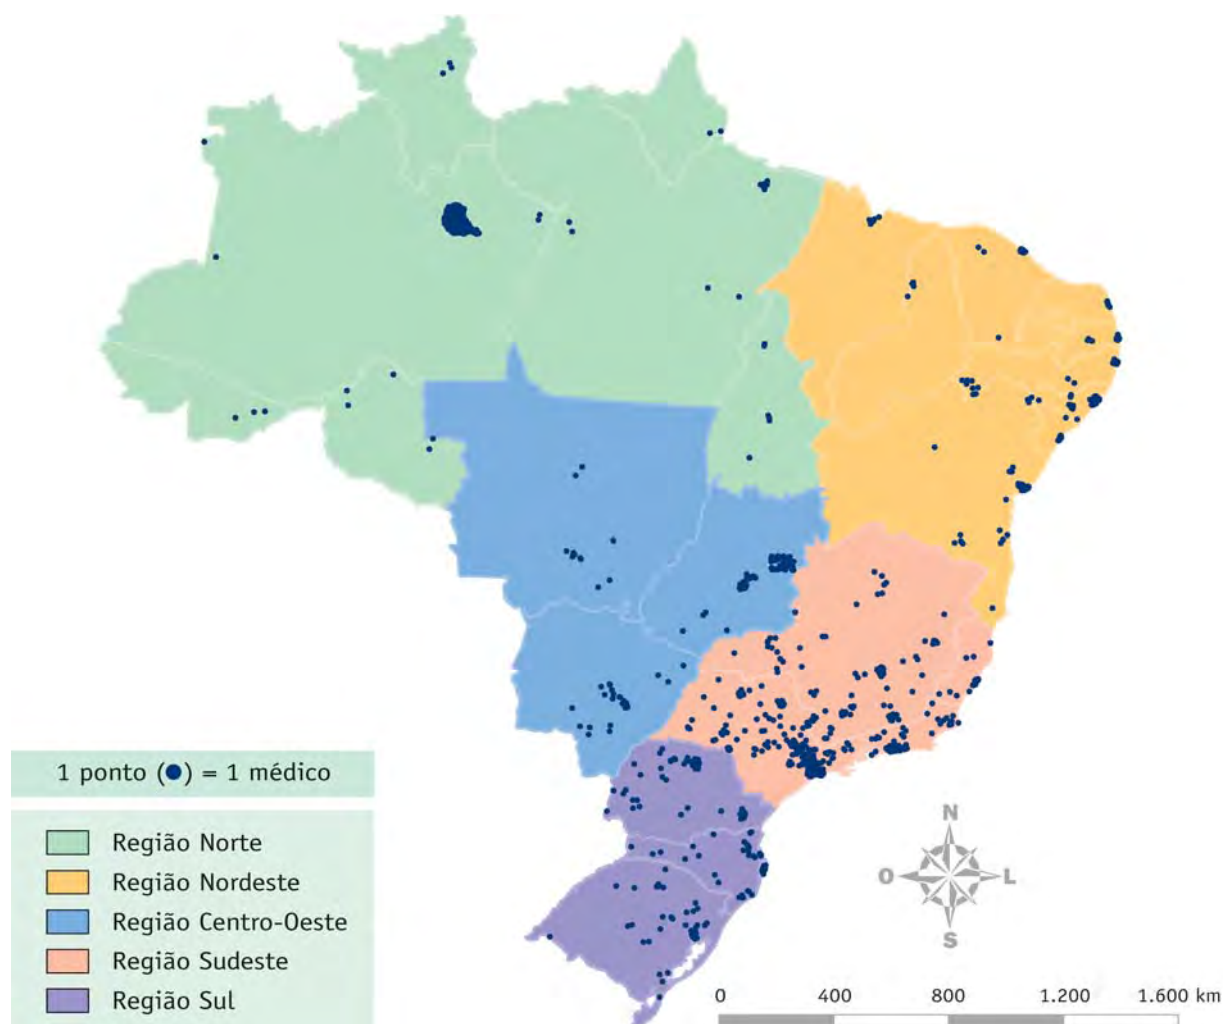 1 ponto (●) = 1 médico
Região Norte
Região Nordeste
Região Centro-Oeste
Região Sudeste
Região Sul
N
O L
S
0 400 800 1.200 1.600 km